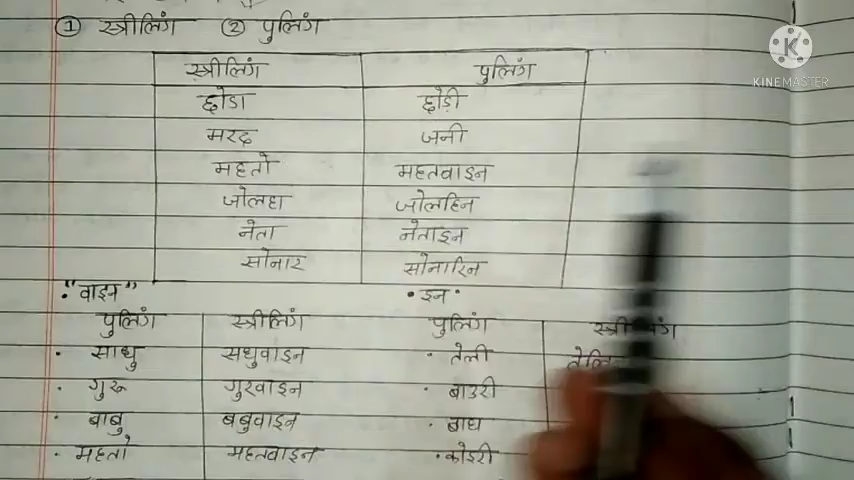 ① स्त्रीलिंग ② पुलिंग
K
KINEMASTER
स्त्रीलिंग पुलिंग
छोडा छोड़ी
मरद जनी
महतो महतवाइन
जोलहा जोलहिन
नेता नेताइन
सोनार सोनारिन
"वाइन" इन
पुलिंग स्त्रीलिंग पुलिंग
साधु सधुवाइन तेली
गुरू गुरवाइन बाउरी
बाबु बबुवाइन बाघ
महतो महतवाइन कोइरी